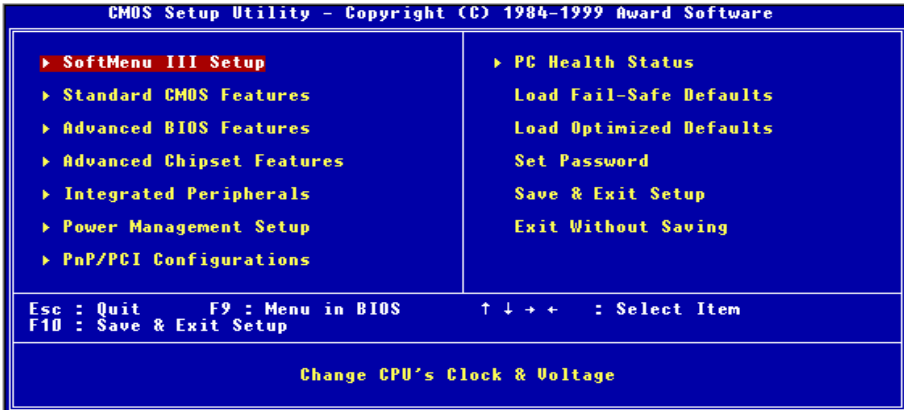 CMOS Setup Utility - Copyright (C) 1984-1999 Award Software
▸ SoftMenu III Setup
▸ Standard CMOS Features
▸ Advanced BIOS Features
▸ Advanced Chipset Features
▸ Integrated Peripherals
▸ Power Management Setup
▸ PnP/PCI Configurations
▸ PC Health Status
Load Fail-Safe Defaults
Load Optimized Defaults
Set Password
Save & Exit Setup
Exit Without Saving
Esc : Quit F9 : Menu in BIOS ↑ ↓ → ← : Select Item
F10 : Save & Exit Setup
Change CPU's Clock & Voltage